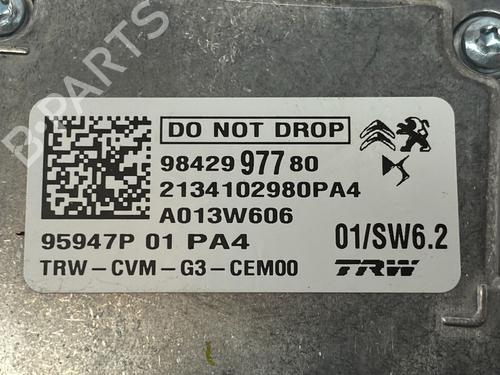 B-PARTS
DO NOT DROP
98429 977 80
2134102980PA4
A013W606
95947P 01 PA4
01/SW6.2
TRW-CVM-G3-CEM00
TRW